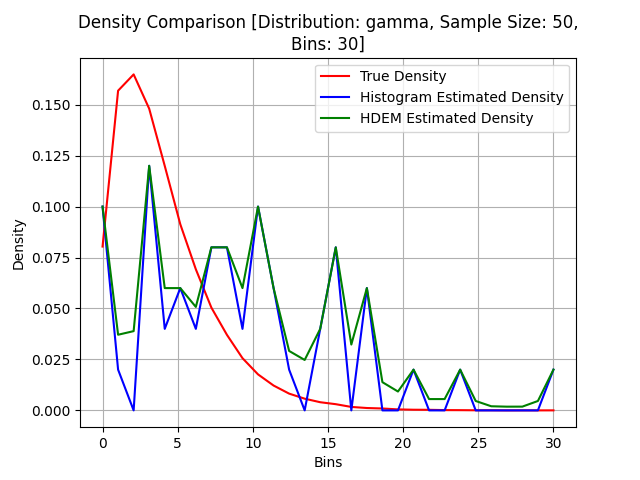 Density Comparison [Distribution: gamma, Sample Size: 50,
Bins: 30]
True Density
Histogram Estimated Density
HDEM Estimated Density
Density
0.150
0.125
0.100
0.075
0.050
0.025
0.000
0 5 10 15 20 25 30
Bins